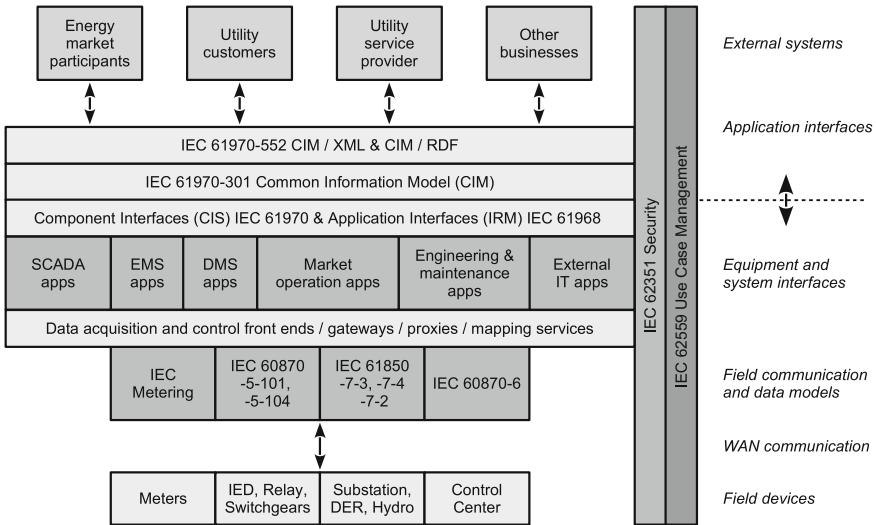 Energy
market
participants
Utility
customers
Utility
service
provider
Other
businesses
External systems
IEC 61970-552 CIM / XML & CIM / RDF
Application interfaces
IEC 61970-301 Common Information Model (CIM)
Component Interfaces (CIS) IEC 61970 & Application Interfaces (IRM) IEC 61968
SCADA
apps
EMS
apps
DMS
apps
Market
operation apps
Engineering &
maintenance
apps
External
IT apps
Equipment and
system interfaces
Data acquisition and control front ends / gateways / proxies / mapping services
IEC
Metering
IEC 60870
-5-101,
-5-104
IEC 61850
-7-3, -7-4
-7-2
IEC 60870-6
Field communication
and data models
WAN communication
Meters
IED, Relay,
Switchgears
Substation,
DER, Hydro
Control
Center
Field devices
IEC 62351 Security
IEC 62559 Use Case Management